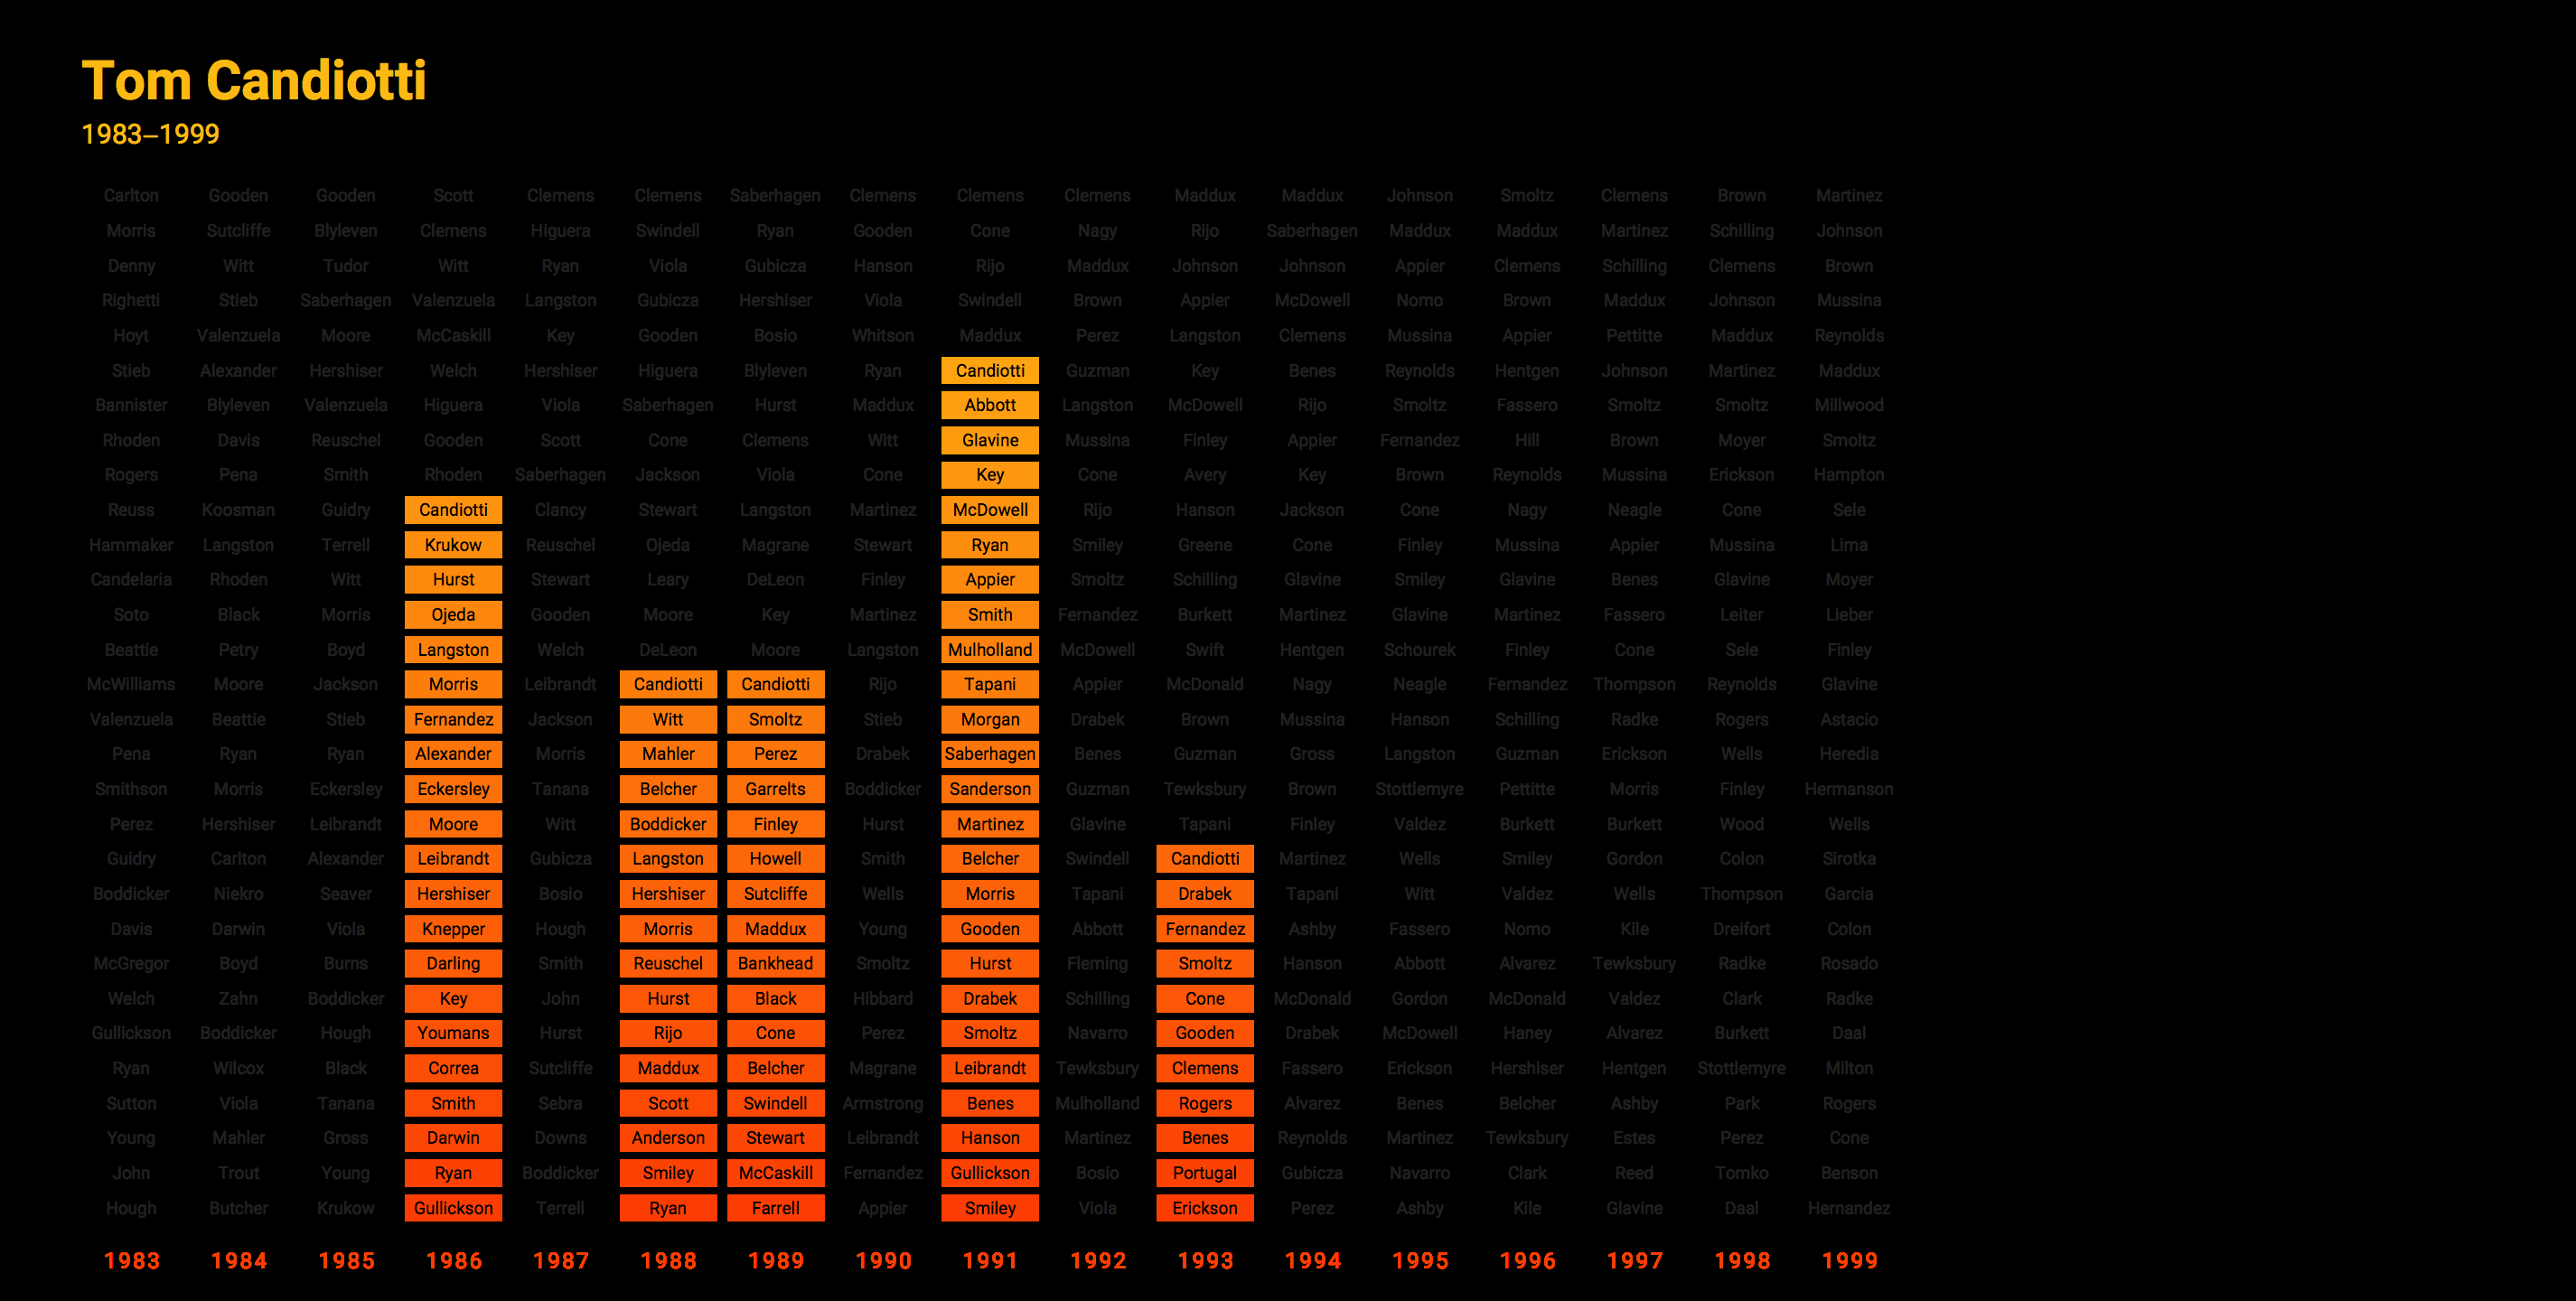 Tom Candiotti
1983–1999
Carlton Gooden Gooden Scott Clemens Clemens Saberhagen Clemens Clemens Clemens Maddux Maddux Johnson Smoltz Clemens Brown Martinez
Morris Sutcliffe Blyleven Clemens Higuera Swindell Ryan Gooden Cone Nagy Rijo Saberhagen Maddux Maddux Martinez Schilling Johnson
Denny Witt Tudor Witt Ryan Viola Gubicza Hanson Rijo Maddux Johnson Johnson Appier Clemens Schilling Clemens Brown
Righetti Stieb Saberhagen Valenzuela Langston Gubicza Hershiser Viola Swindell Brown Appier McDowell Nomo Brown Maddux Johnson Mussina
Hoyt Valenzuela Moore McCaskill Key Gooden Bosio Whitson Maddux Perez Langston Clemens Mussina Appier Pettitte Maddux Reynolds
Stieb Alexander Hershiser Welch Hershiser Higuera Blyleven Ryan Candiotti Guzman Key Benes Reynolds Hentgen Johnson Martinez Maddux
Bannister Blyleven Valenzuela Higuera Viola Saberhagen Hurst Maddux Abbott Langston McDowell Rijo Smoltz Fassero Smoltz Smoltz Millwood
Rhoden Davis Reuschel Gooden Scott Cone Clemens Witt Glavine Mussina Finley Appier Fernandez Hill Brown Moyer Smoltz
Rogers Pena Smith Rhoden Saberhagen Jackson Viola Cone Key Cone Avery Key Brown Reynolds Mussina Erickson Hampton
Reuss Koosman Guidry Candiotti Clancy Stewart Langston Martinez McDowell Rijo Hanson Jackson Cone Nagy Neagle Cone Sele
Hammaker Langston Terrell Krukow Reuschel Ojeda Magrane Stewart Ryan Smiley Greene Cone Finley Mussina Appier Mussina Lima
Candelaria Rhoden Witt Hurst Stewart Leary DeLeon Finley Appier Smoltz Schilling Glavine Smiley Glavine Benes Glavine Moyer
Soto Black Morris Ojeda Gooden Moore Key Martinez Smith Fernandez Burkett Martinez Glavine Martinez Fassero Leiter Lieber
Beattie Petry Boyd Langston Welch DeLeon Moore Langston Mulholland McDowell Swift Hentgen Schourek Finley Cone Sele Finley
McWilliams Moore Jackson Morris Leibrandt Candiotti Candiotti Rijo Tapani Appier McDonald Nagy Neagle Fernandez Thompson Reynolds Glavine
Valenzuela Beattie Stieb Fernandez Jackson Witt Smoltz Stieb Morgan Drabek Brown Mussina Hanson Schilling Radke Rogers Astacio
Pena Ryan Ryan Alexander Morris Mahler Perez Drabek Saberhagen Benes Guzman Gross Langston Guzman Erickson Wells Heredia
Smithson Morris Eckersley Eckersley Tanana Belcher Garrelts Boddicker Sanderson Guzman Tewksbury Brown Stottlemyre Pettitte Morris Finley Hermanson
Perez Hershiser Leibrandt Moore Witt Boddicker Finley Hurst Martinez Glavine Tapani Finley Valdez Burkett Burkett Wood Wells
Guidry Carlton Alexander Leibrandt Gubicza Langston Howell Smith Belcher Swindell Candiotti Martinez Wells Smiley Gordon Colon Sirotka
Boddicker Niekro Seaver Hershiser Bosio Hershiser Sutcliffe Wells Morris Tapani Drabek Tapani Witt Valdez Wells Thompson Garcia
Davis Darwin Viola Knepper Hough Morris Maddux Young Gooden Abbott Fernandez Ashby Fassero Nomo Kile Dreifort Colon
McGregor Boyd Burns Darling Smith Reuschel Bankhead Smoltz Hurst Fleming Smoltz Hanson Abbott Alvarez Tewksbury Radke Rosado
Welch Zahn Boddicker Key John Hurst Black Hibbard Drabek Schilling Cone McDonald Gordon McDonald Valdez Clark Radke
Gullickson Boddicker Hough Youmans Hurst Rijo Cone Perez Smoltz Navarro Gooden Drabek McDowell Haney Alvarez Burkett Daal
Ryan Wilcox Black Correa Sutcliffe Maddux Belcher Magrane Leibrandt Tewksbury Clemens Fassero Erickson Hershiser Hentgen Stottlemyre Milton
Sutton Viola Tanana Smith Sebra Scott Swindell Armstrong Benes Mulholland Rogers Alvarez Benes Belcher Ashby Park Rogers
Young Mahler Gross Darwin Downs Anderson Stewart Leibrandt Hanson Martinez Benes Reynolds Martinez Tewksbury Estes Perez Cone
John Trout Young Ryan Boddicker Smiley McCaskill Fernandez Gullickson Bosio Portugal Gubicza Navarro Clark Reed Tomko Benson
Hough Butcher Krukow Gullickson Terrell Ryan Farrell Appier Smiley Viola Erickson Perez Ashby Kile Glavine Daal Hernandez
1983 1984 1985 1986 1987 1988 1989 1990 1991 1992 1993 1994 1995 1996 1997 1998 1999